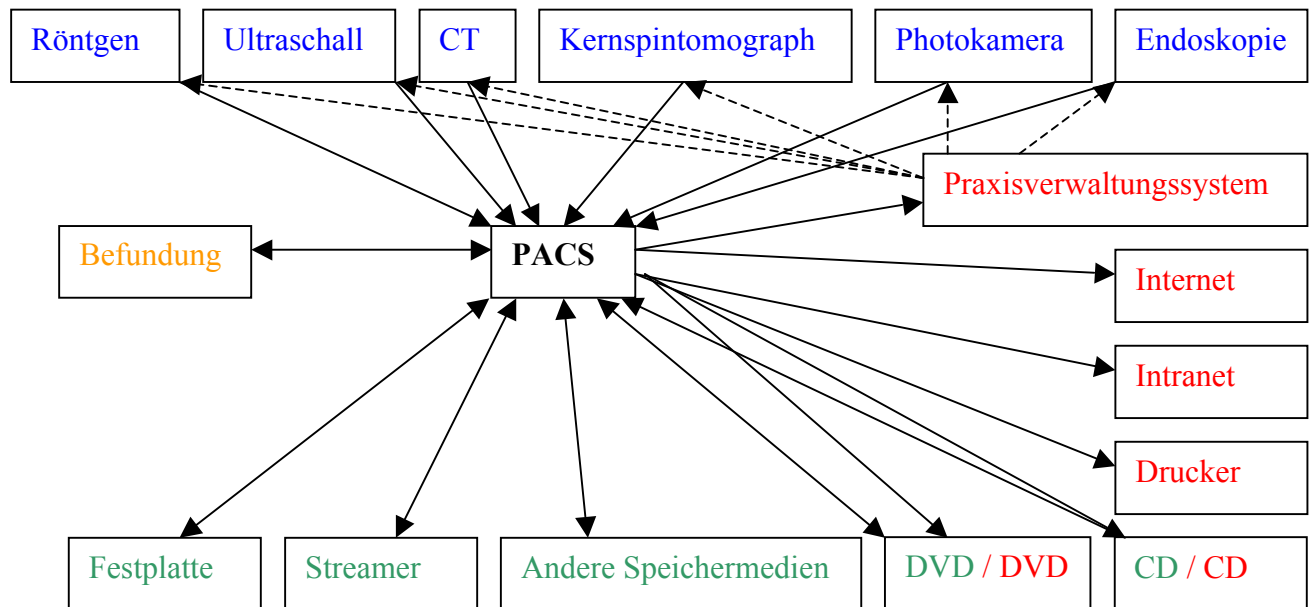 Röntgen
Ultraschall
CT
Kernspintomograph
Photokamera
Endoskopie
Praxisverwaltungssystem
Befundung
PACS
Internet
Intranet
Drucker
Festplatte
Streamer
Andere Speichermedien
DVD / DVD
CD / CD